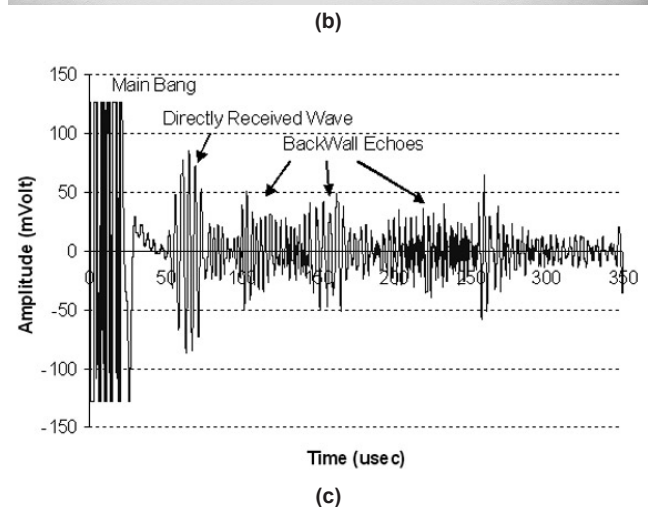 (b)
150
Main Bang
100
Directly Received Wave
BackWall Echoes
50
0
0 50 100 150 200 250 300 350
-50
-100
-150
Amplitude (mVolt)
Time (usec)
(c)